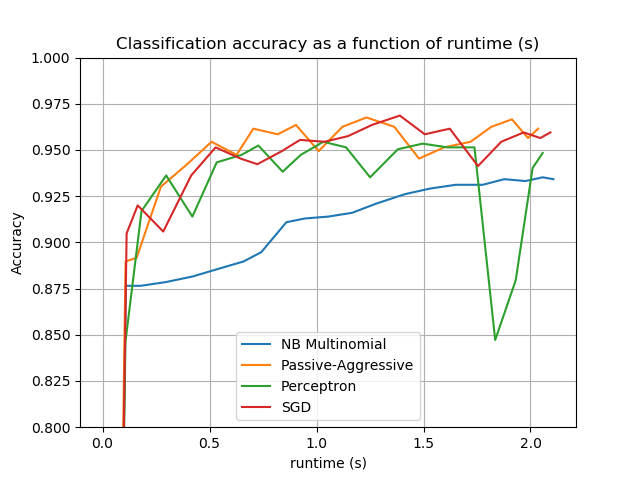 Classification accuracy as a function of runtime (s)
1.000
0.975
0.950
0.925
0.900
0.875
0.850
0.825
0.800
Accuracy
NB Multinomial
Passive-Aggressive
Perceptron
SGD
0.0 0.5 1.0 1.5 2.0
runtime (s)